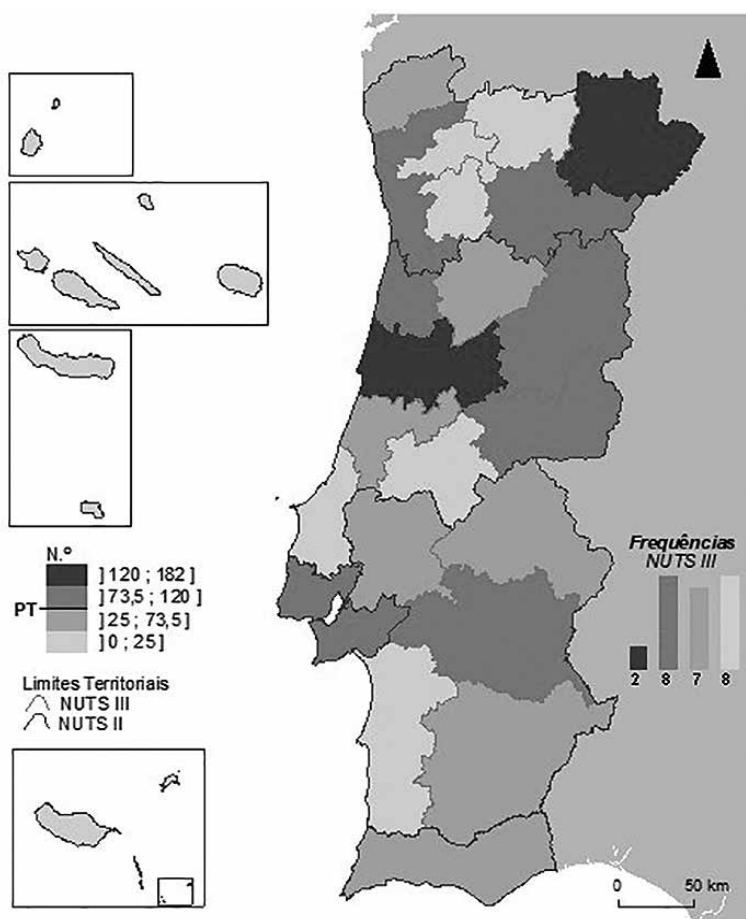 N.º
]120 ; 182]
]73,5 ; 120]
PT
]25 ; 73,5]
]0 ; 25]
Limites Territoriais
NUTS III
NUTS II
Frequências
NUTS III
2 8 7 8
0 50 km